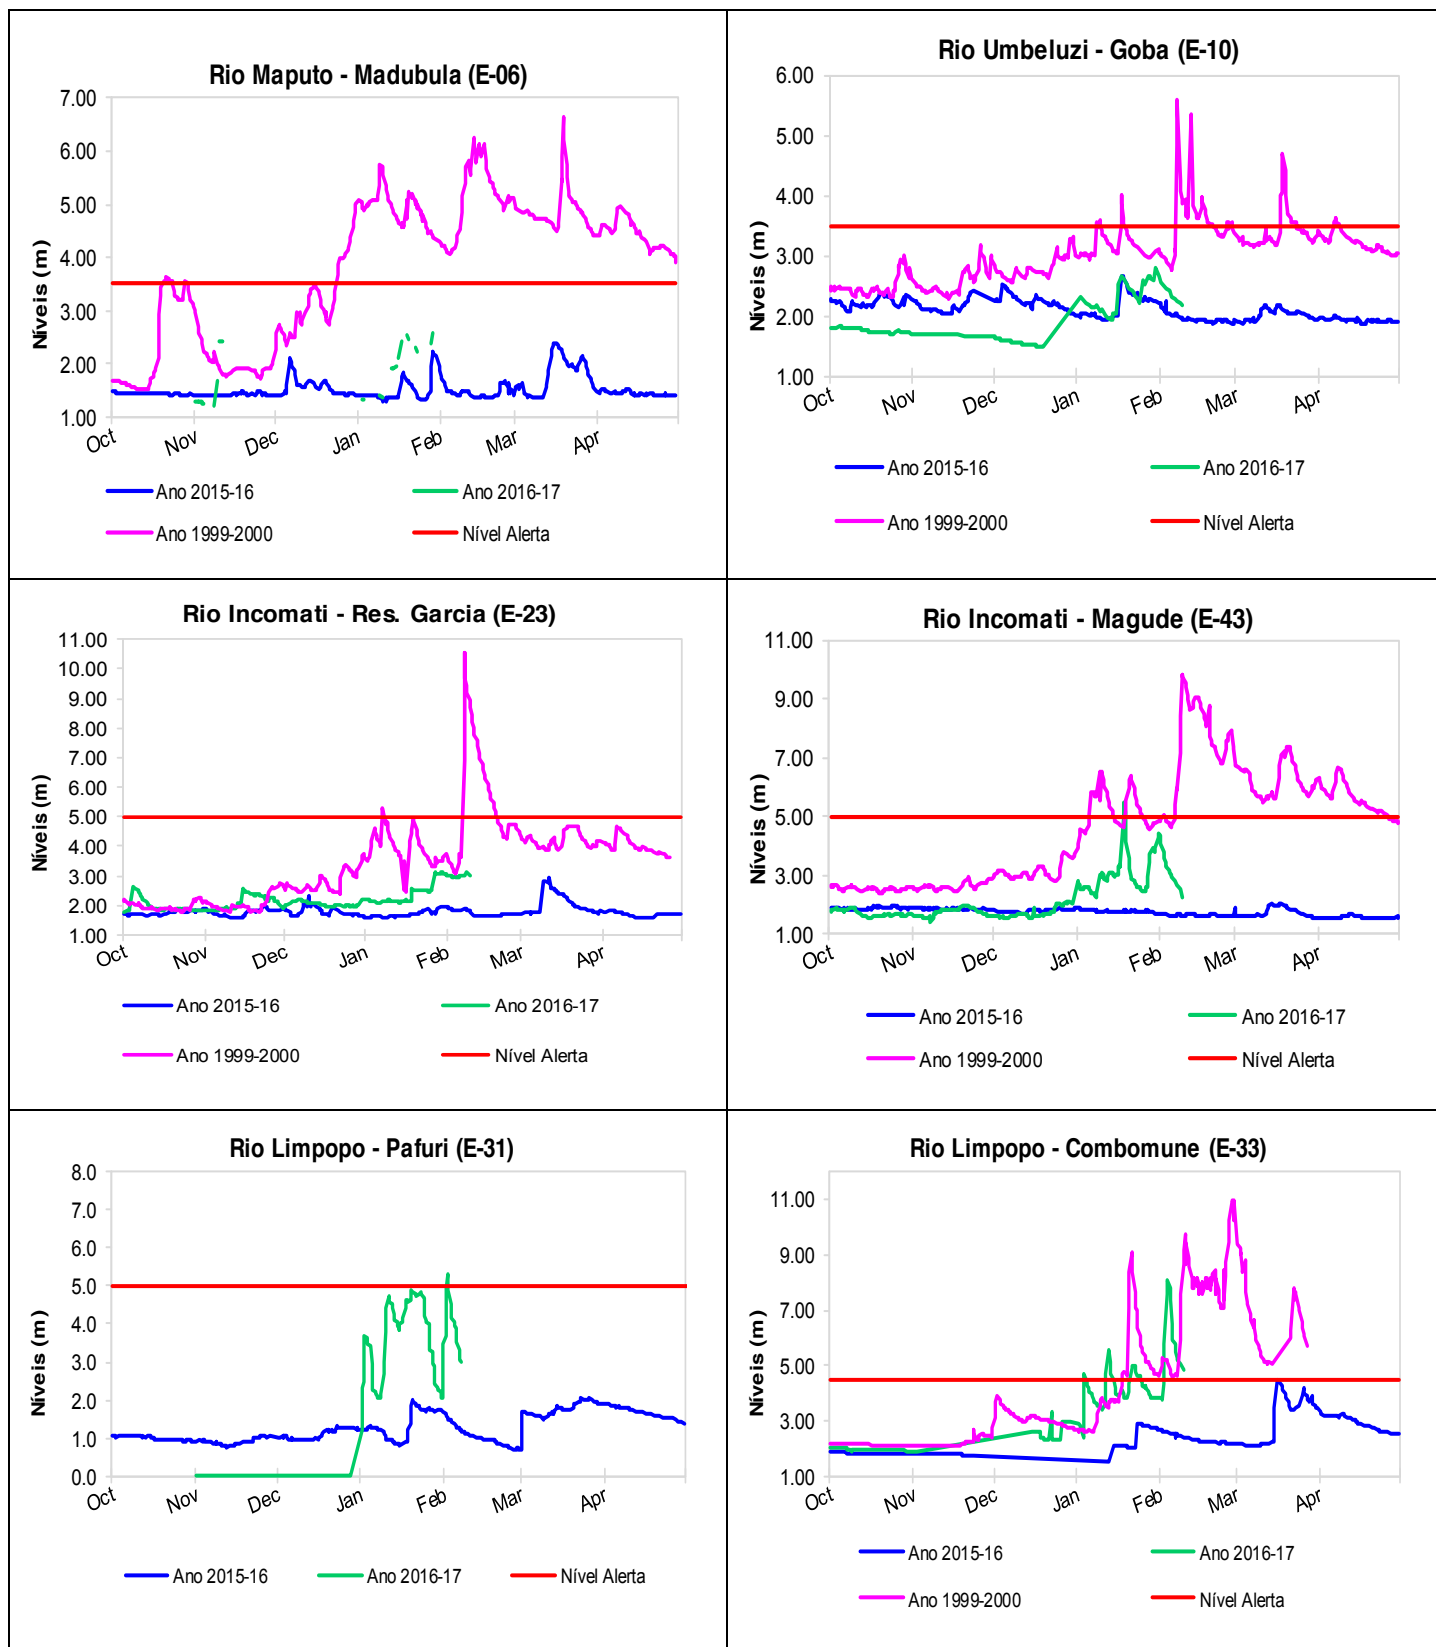 Rio Maputo - Madubula (E-06)
Níveis (m)
7.00
6.00
5.00
4.00
3.00
2.00
1.00
Oct Nov Dec Jan Feb Mar Apr
Ano 2015-16 Ano 2016-17
Ano 1999-2000 Nível Alerta
Rio Umbeluzi - Goba (E-10)
Níveis (m)
6.00
5.00
4.00
3.00
2.00
1.00
Oct Nov Dec Jan Feb Mar Apr
Ano 2015-16 Ano 2016-17
Ano 1999-2000 Nível Alerta
Rio Incomati - Res. Garcia (E-23)
Níveis (m)
11.00
10.00
9.00
8.00
7.00
6.00
5.00
4.00
3.00
2.00
1.00
Oct Nov Dec Jan Feb Mar Apr
Ano 2015-16 Ano 2016-17
Ano 1999-2000 Nível Alerta
Rio Incomati - Magude (E-43)
Níveis (m)
11.00
9.00
7.00
5.00
3.00
1.00
Oct Nov Dec Jan Feb Mar Apr
Ano 2015-16 Ano 2016-17
Ano 1999-2000 Nível Alerta
Rio Limpopo - Pafuri (E-31)
Níveis (m)
8.0
7.0
6.0
5.0
4.0
3.0
2.0
1.0
0.0
Oct Nov Dec Jan Feb Mar Apr
Ano 2015-16 Ano 2016-17 Nível Alerta
Rio Limpopo - Combomune (E-33)
Níveis (m)
11.00
9.00
7.00
5.00
3.00
1.00
Oct Nov Dec Jan Feb Mar Apr
Ano 2015-16 Ano 2016-17
Ano 1999-2000 Nível Alerta